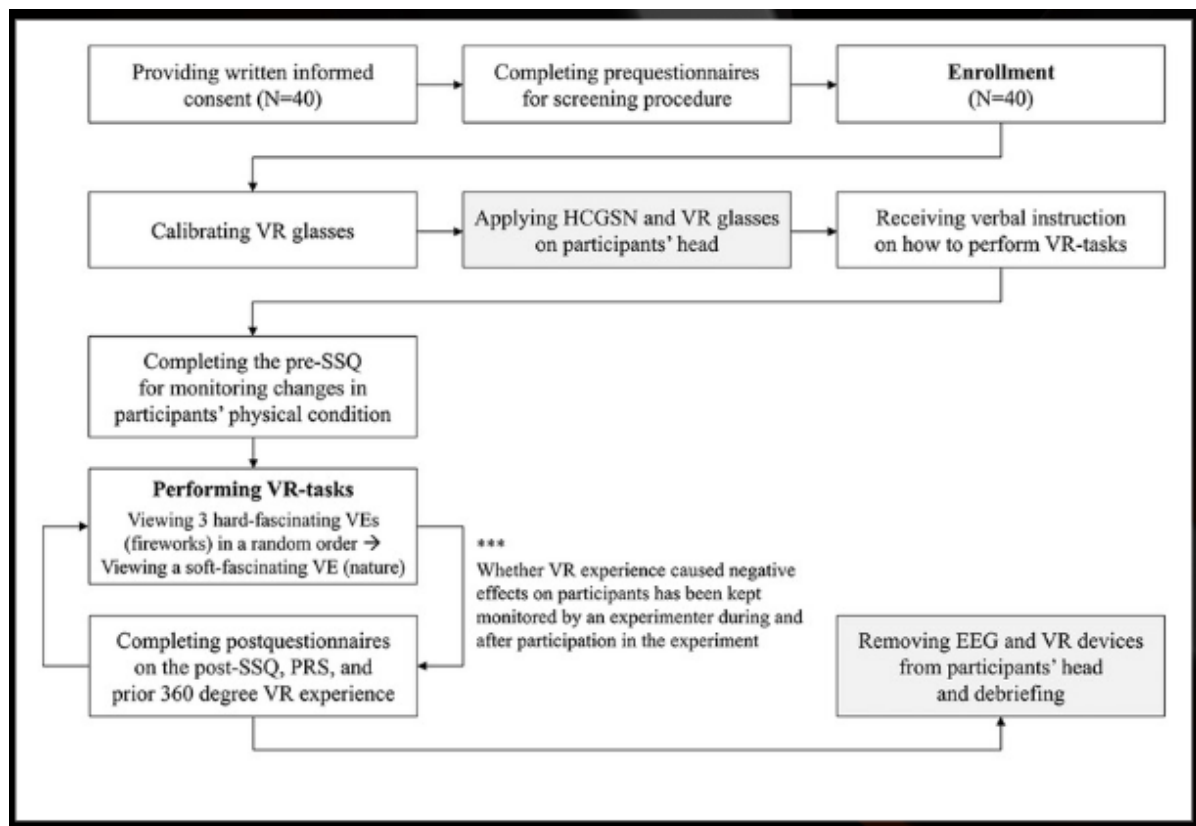 Providing written informed
consent (N=40)
Completing prequestionnaires
for screening procedure
Enrollment
(N=40)
Calibrating VR glasses
Applying HCGSN and VR glasses
on participants' head
Receiving verbal instruction
on how to perform VR-tasks
Completing the pre-SSQ
for monitoring changes in
participants' physical condition
Performing VR-tasks
Viewing 3 hard-fascinating VEs
(fireworks) in a random order →
Viewing a soft-fascinating VE (nature)
***
Whether VR experience caused negative
effects on participants has been kept
monitored by an experimenter during and
after participation in the experiment
Completing postquestionnaires
on the post-SSQ, PRS, and
prior 360 degree VR experience
Removing EEG and VR devices
from participants' head
and debriefing